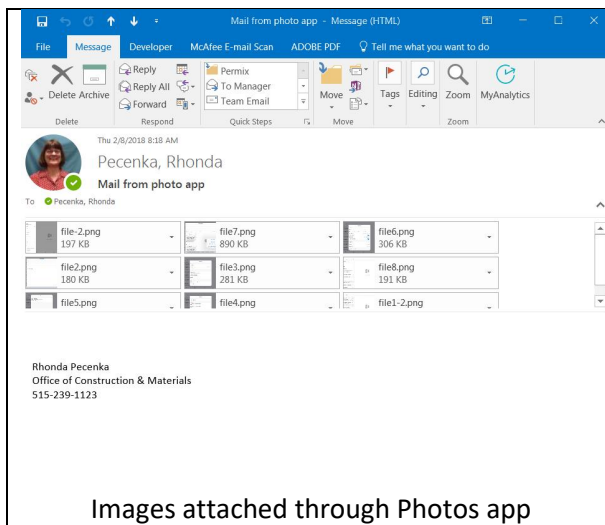 Mail from photo app - Message (HTML)
File Message Developer McAfee E-mail Scan ADOBE PDF Tell me what you want to do
Delete Archive
Reply
Reply All
Forward
Permix
To Manager
Team Email
Move
Tags Editing Zoom MyAnalytics
Delete Respond Quick Steps Move Zoom
Thu 2/8/2018 8:18 AM
Pecenka, Rhonda
Mail from photo app
To Pecenka, Rhonda
file-2.png file7.png file6.png
197 KB 890 KB 306 KB
file2.png file3.png file8.png
180 KB 281 KB 191 KB
file5.png file4.png file1-2.png
Rhonda Pecenka
Office of Construction & Materials
515-239-1123
Images attached through Photos app